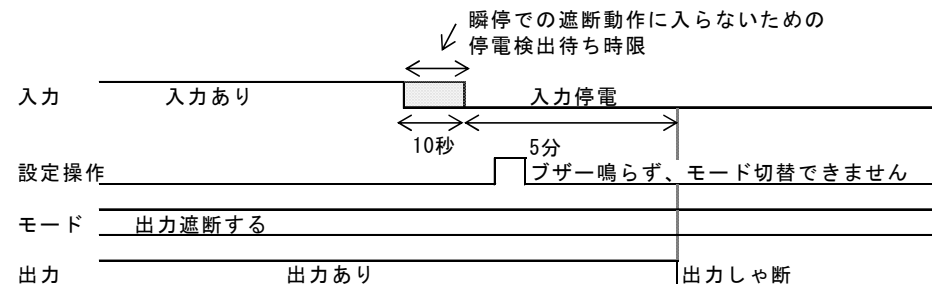 瞬停での遮断動作に入らないための
停電検出待ち時限
入力 入力あり 入力停電
10秒 5分
設定操作 ブザー鳴らず、モード切替できません
モード 出力遮断する
出力 出力あり 出力しゃ断